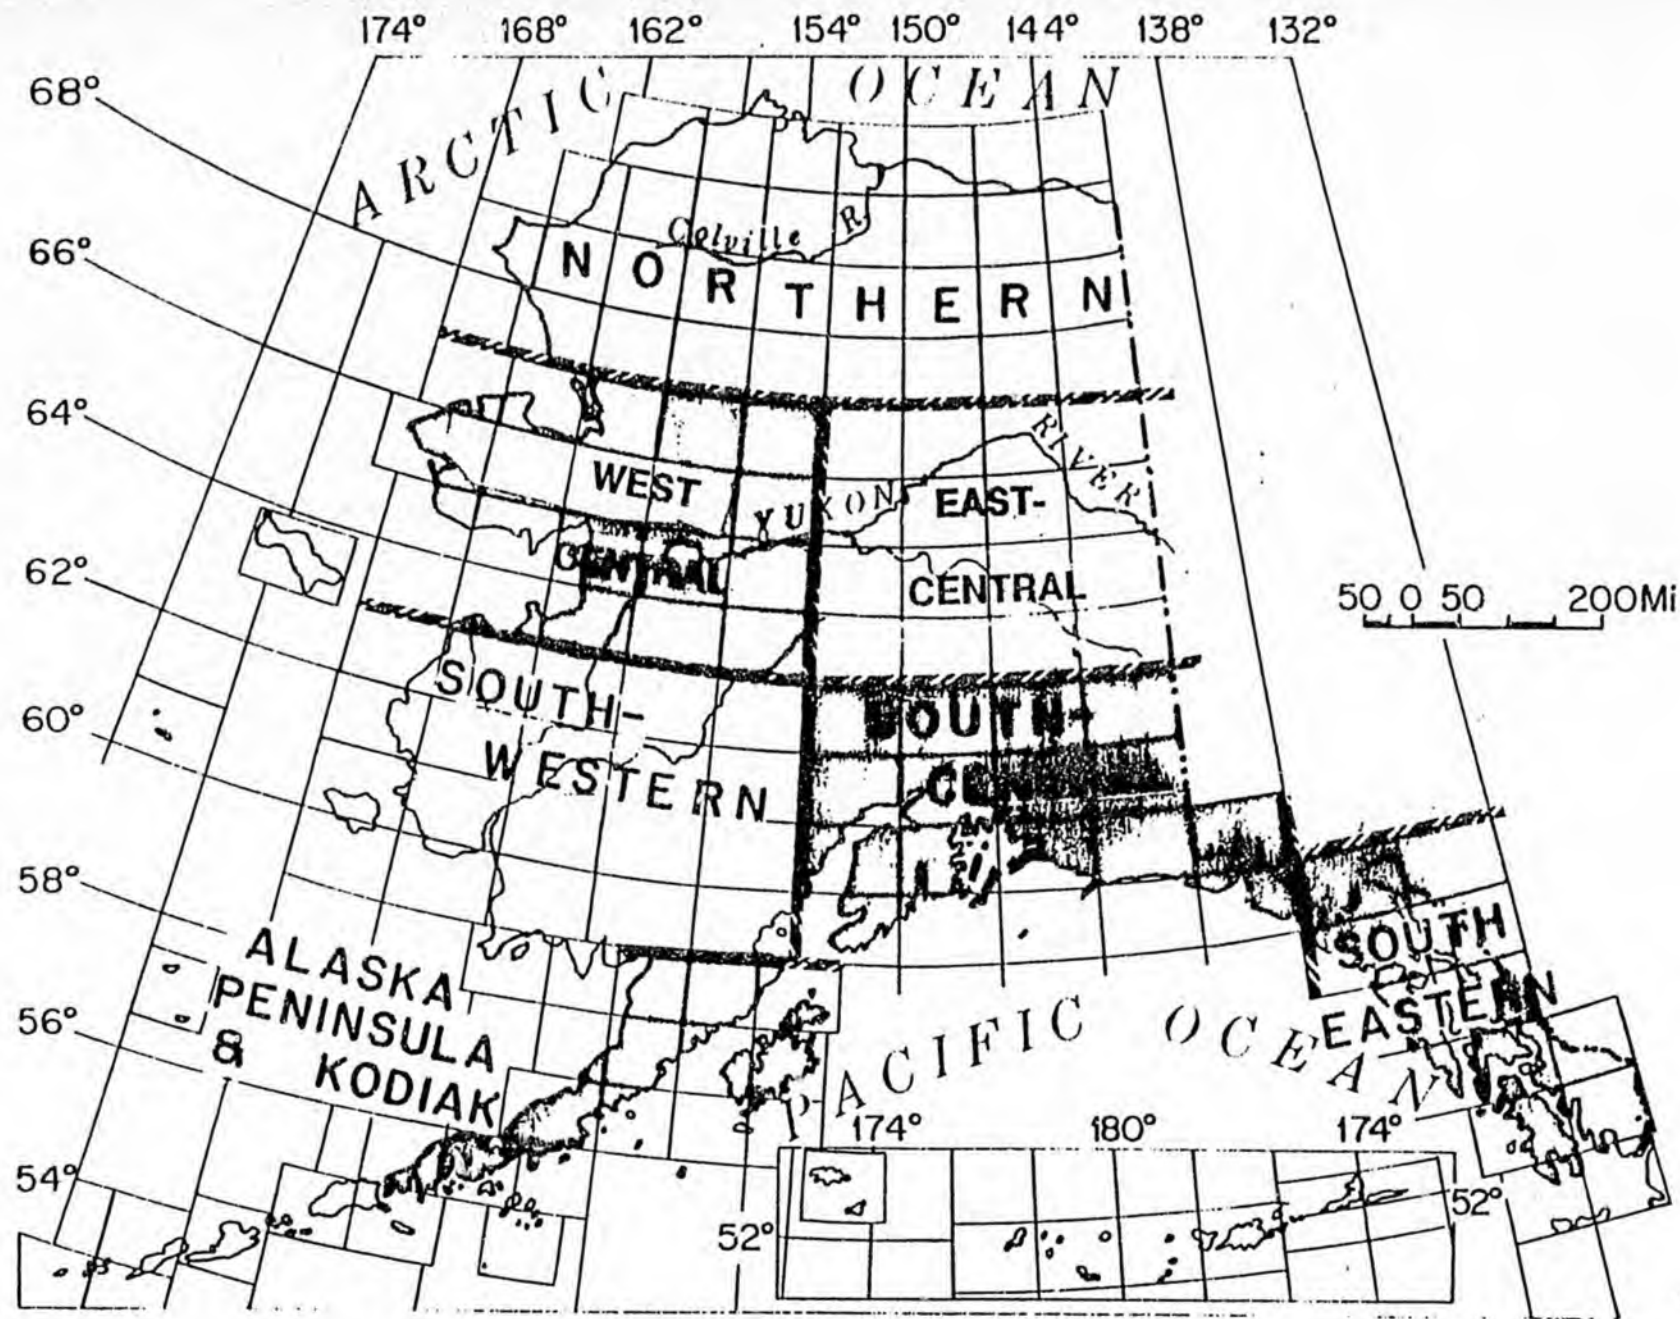 174° 168° 162° 154° 150° 144° 138° 132°
68°
ARCTIC OCEAN
Colville R
66°
NORTHERN
64°
RIVER
WEST
YUKON
EAST-
CENTRAL
CENTRAL
62°
50 0 50 200Mi
SOUTH-
SOUTH-
60°
WESTERN
58°
SOUTH
EASTERN
ALASKA
PENINSULA
& KODIAK
56°
PACIFIC OCEAN
174° 180° 174°
54°
52°
52°